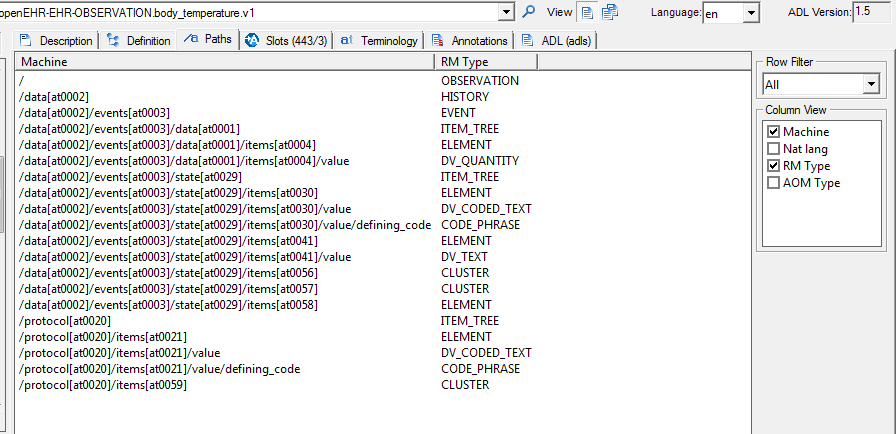 openEHR-EHR-OBSERVATION.body_temperature.v1 View Language: en ADL Version: 1.5
Description Definition Paths Slots (443/3) Terminology Annotations ADL (adls)
Machine RM Type
/ OBSERVATION
/data[at0002] HISTORY
/data[at0002]/events[at0003] EVENT
/data[at0002]/events[at0003]/data[at0001] ITEM_TREE
/data[at0002]/events[at0003]/data[at0001]/items[at0004] ELEMENT
/data[at0002]/events[at0003]/data[at0001]/items[at0004]/value DV_QUANTITY
/data[at0002]/events[at0003]/state[at0029] ITEM_TREE
/data[at0002]/events[at0003]/state[at0029]/items[at0030] ELEMENT
/data[at0002]/events[at0003]/state[at0029]/items[at0030]/value DV_CODED_TEXT
/data[at0002]/events[at0003]/state[at0029]/items[at0030]/value/defining_code CODE_PHRASE
/data[at0002]/events[at0003]/state[at0029]/items[at0041] ELEMENT
/data[at0002]/events[at0003]/state[at0029]/items[at0041]/value DV_TEXT
/data[at0002]/events[at0003]/state[at0029]/items[at0056] CLUSTER
/data[at0002]/events[at0003]/state[at0029]/items[at0057] CLUSTER
/data[at0002]/events[at0003]/state[at0029]/items[at0058] ELEMENT
/protocol[at0020] ITEM_TREE
/protocol[at0020]/items[at0021] ELEMENT
/protocol[at0020]/items[at0021]/value DV_CODED_TEXT
/protocol[at0020]/items[at0021]/value/defining_code CODE_PHRASE
/protocol[at0020]/items[at0059] CLUSTER
Row Filter
All
Column View
Machine
Nat lang
RM Type
AOM Type